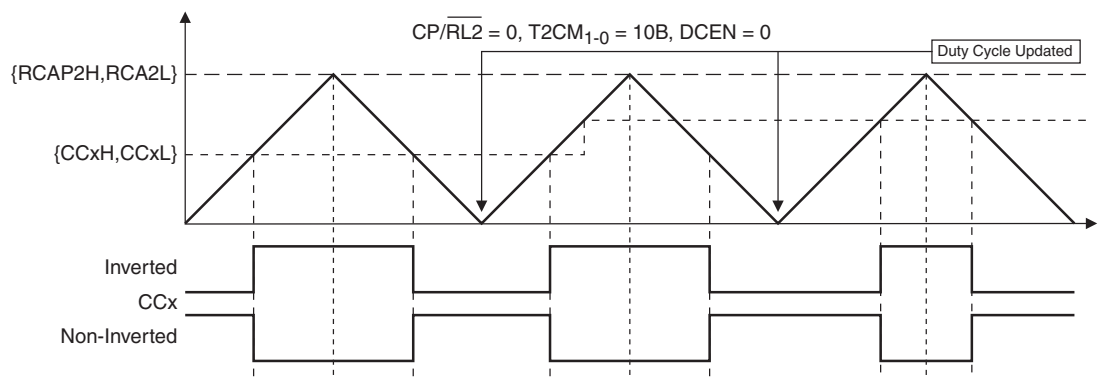 CP/RL2 = 0, T2CM1-0 = 10B, DCEN = 0
Duty Cycle Updated
{RCAP2H,RCA2L}
{CCxH,CCxL}
Inverted
CCx
Non-Inverted